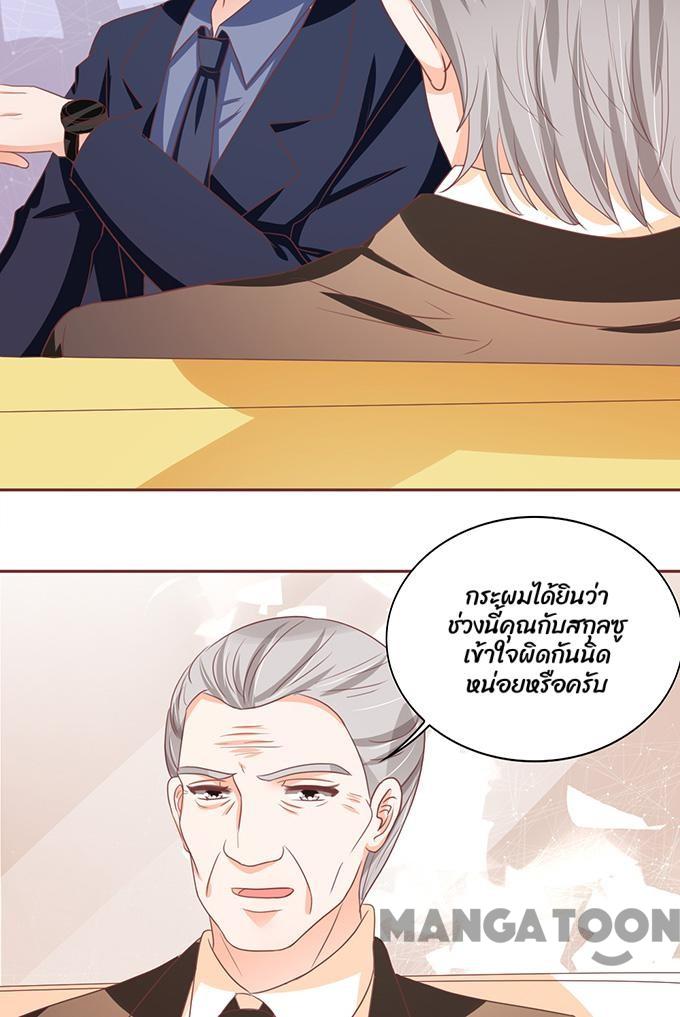 กระผมได้ยินว่า
ช่วงนี้คุณกับสกุลซู
เข้าใจผิดกันนิด
หน่อยหรือครับ
MANGATOON